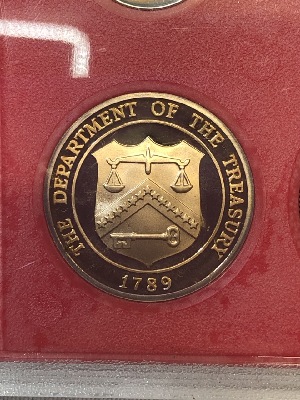 THE DEPARTMENT OF THE TREASURY
1789